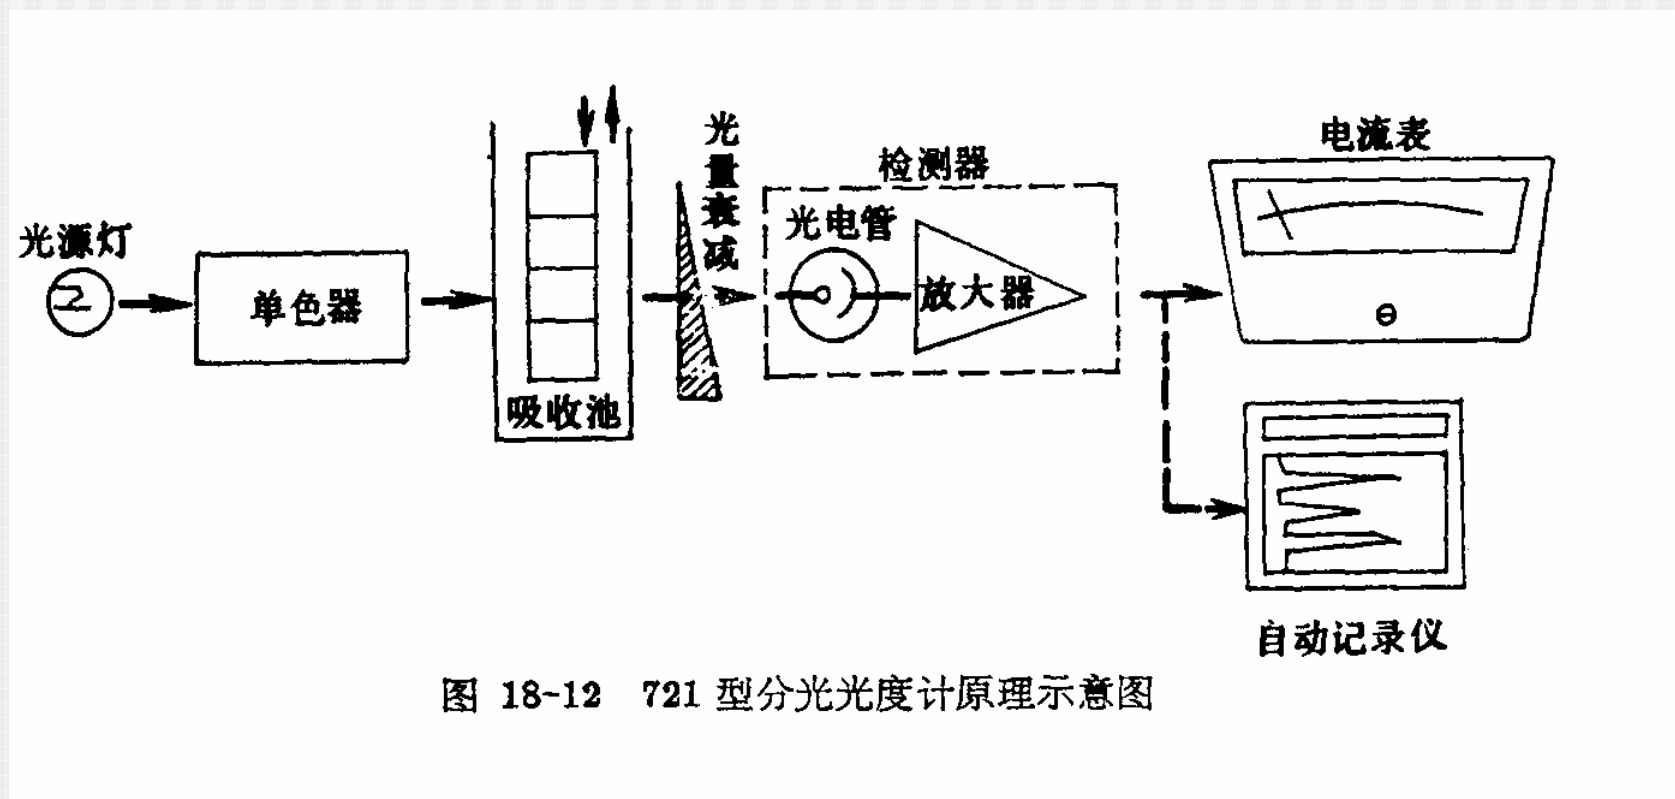 光源灯
单色器
吸收池
光量衰减
检测器
光电管
放大器
电流表
自动记录仪
图 18-12 721 型分光光度计原理示意图